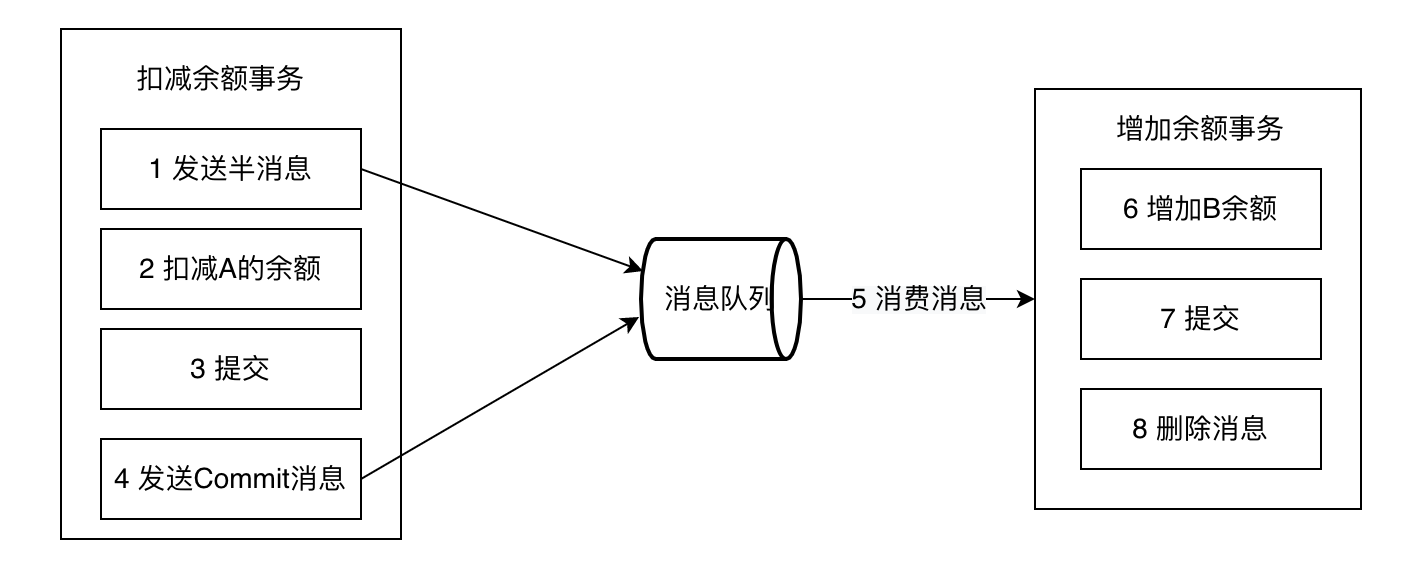 扣减余额事务
1 发送半消息
2 扣减A的余额
3 提交
4 发送Commit消息
消息队列
5 消费消息
增加余额事务
6 增加B余额
7 提交
8 删除消息